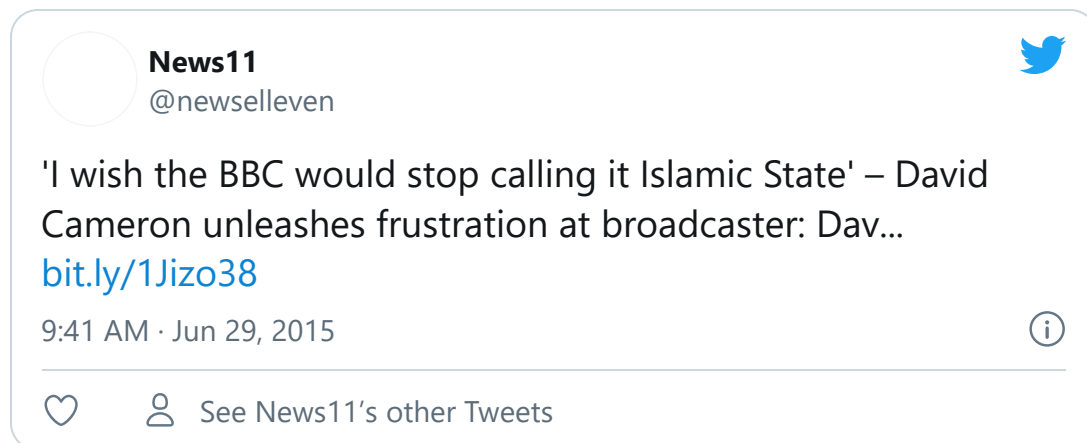 News11
@newselleven
'I wish the BBC would stop calling it Islamic State' – David
Cameron unleashes frustration at broadcaster: Dav...
bit.ly/1Jizo38
9:41 AM · Jun 29, 2015
See News11’s other Tweets